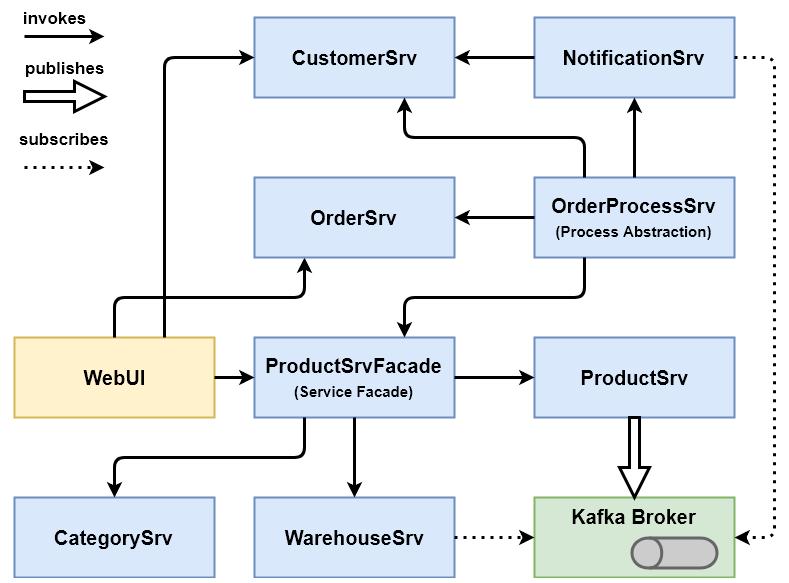 invokes
publishes
subscribes
CustomerSrv
NotificationSrv
OrderSrv
OrderProcessSrv
(Process Abstraction)
WebUI
ProductSrvFacade
(Service Facade)
ProductSrv
CategorySrv
WarehouseSrv
Kafka Broker